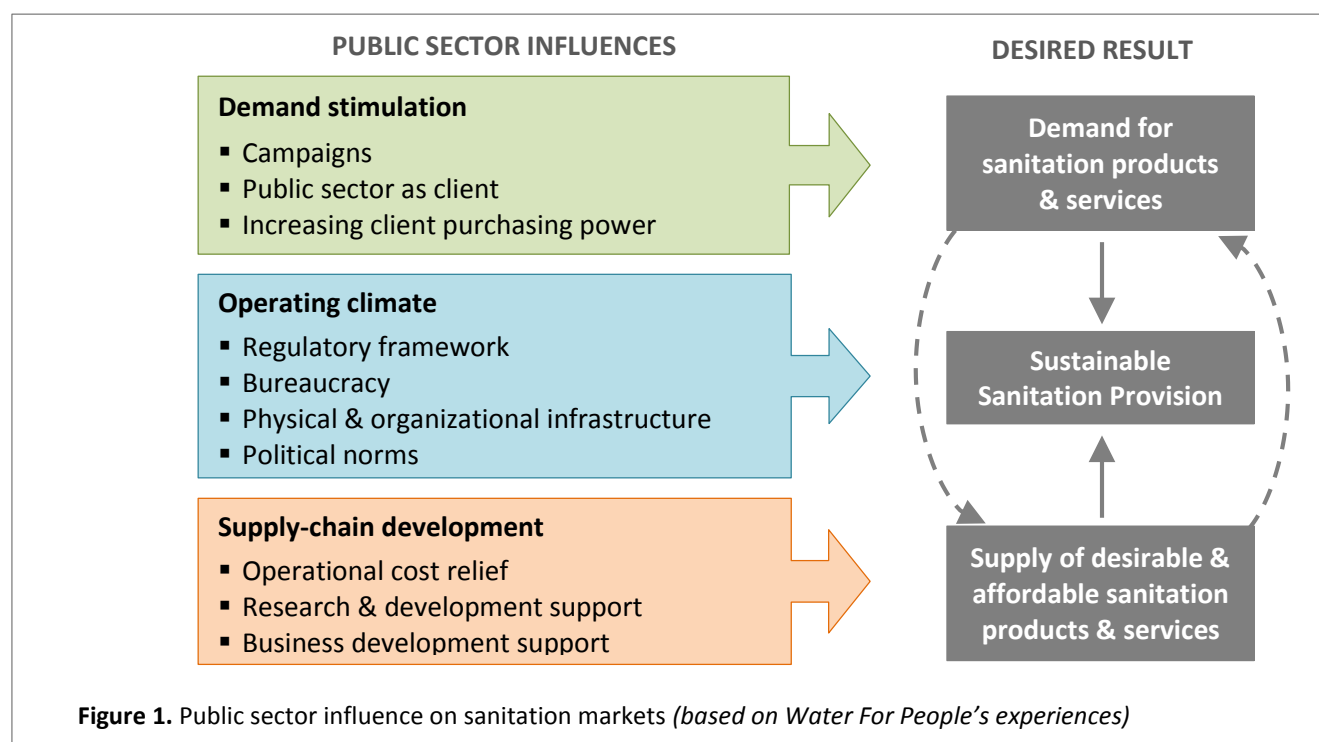 PUBLIC SECTOR INFLUENCES
DESIRED RESULT
Demand stimulation
▪ Campaigns
▪ Public sector as client
▪ Increasing client purchasing power
Demand for
sanitation products
& services
Operating climate
▪ Regulatory framework
▪ Bureaucracy
▪ Physical & organizational infrastructure
▪ Political norms
Sustainable
Sanitation Provision
Supply-chain development
▪ Operational cost relief
▪ Research & development support
▪ Business development support
Supply of desirable &
affordable sanitation
products & services
Figure 1. Public sector influence on sanitation markets (based on Water For People’s experiences)